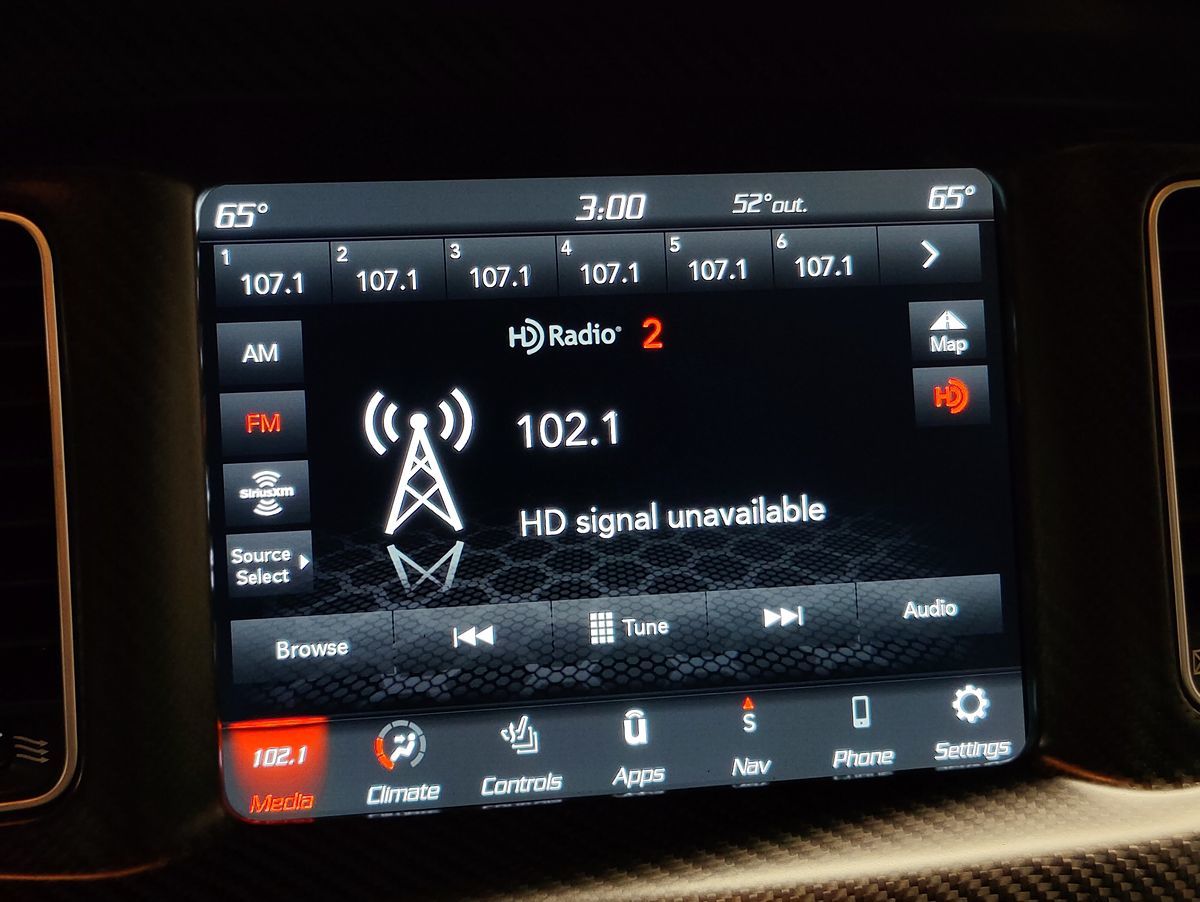 65° 3:00 52°out. 65°
1 107.1 2 107.1 3 107.1 4 107.1 5 107.1 6 107.1
HD Radio® 2
Map
AM
HD
FM
102.1
SiriusXM
HD signal unavailable
Source
Select
Browse Tune Audio
102.1 S
Media Climate Controls Apps Nav Phone Settings